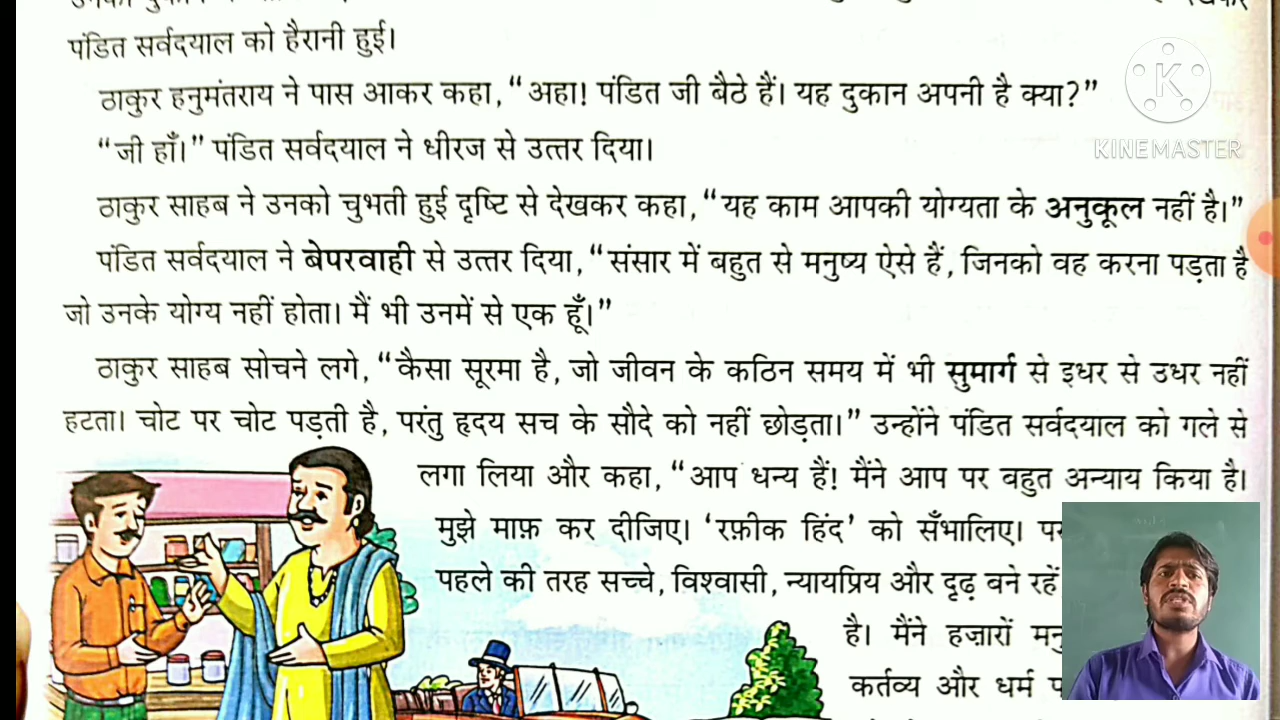 पंडित सर्वदयाल को हैरानी हुई।
ठाकुर हनुमंतराय ने पास आकर कहा, “अहा! पंडित जी बैठे हैं। यह दुकान अपनी है क्या?”
“जी हाँ।” पंडित सर्वदयाल ने धीरज से उत्तर दिया।
ठाकुर साहब ने उनको चुभती हुई दृष्टि से देखकर कहा, “यह काम आपकी योग्यता के अनुकूल नहीं है।”
पंडित सर्वदयाल ने बेपरवाही से उत्तर दिया, “संसार में बहुत से मनुष्य ऐसे हैं, जिनको वह करना पड़ता है
जो उनके योग्य नहीं होता। मैं भी उनमें से एक हूँ।”
ठाकुर साहब सोचने लगे, “कैसा सूरमा है, जो जीवन के कठिन समय में भी सुमार्ग से इधर से उधर नहीं
हटता। चोट पर चोट पड़ती है, परंतु हृदय सच के सौदे को नहीं छोड़ता।” उन्होंने पंडित सर्वदयाल को गले से
लगा लिया और कहा, “आप धन्य हैं! मैंने आप पर बहुत अन्याय किया है।
मुझे माफ़ कर दीजिए। ‘रफ़ीक हिंद’ को सँभालिए।
पहले की तरह सच्चे, विश्वासी, न्यायप्रिय और दृढ़ बने रहें
है। मैंने हज़ारों
कर्तव्य और धर्म
K
KINEMASTER